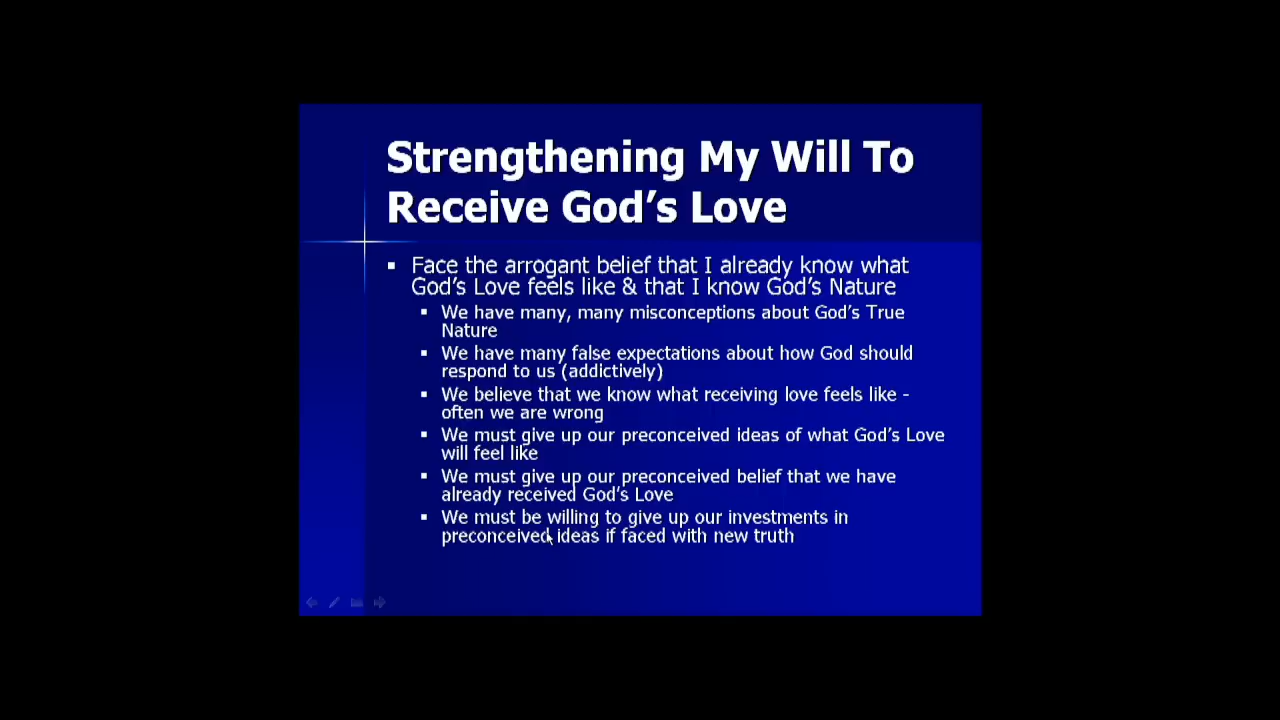 Strengthening My Will To
Receive God's Love
▪ Face the arrogant belief that I already know what
God's Love feels like & that I know God's Nature
▪ We have many, many misconceptions about God's True
Nature
▪ We have many false expectations about how God should
respond to us (addictively)
▪ We believe that we know what receiving love feels like -
often we are wrong
▪ We must give up our preconceived ideas of what God's Love
will feel like
▪ We must give up our preconceived belief that we have
already received God's Love
▪ We must be willing to give up our investments in
preconceived ideas if faced with new truth